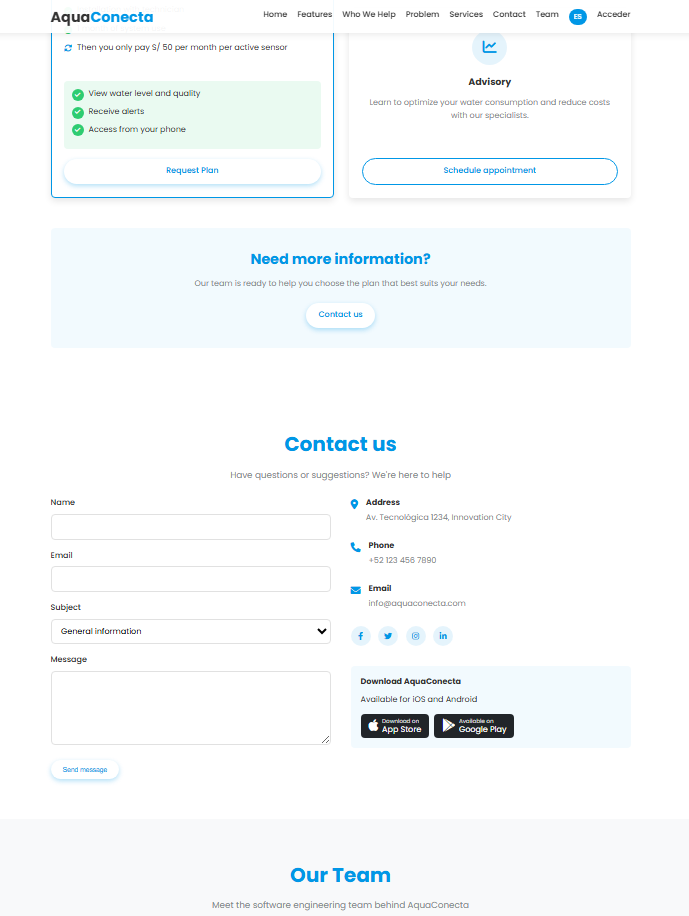 AquaConecta
Home Features Who We Help Problem Services Contact Team ES Acceder
Then you only pay S/ 50 per month per active sensor
View water level and quality
Receive alerts
Access from your phone
Request Plan
Advisory
Learn to optimize your water consumption and reduce costs
with our specialists.
Schedule appointment
Need more information?
Our team is ready to help you choose the plan that best suits your needs.
Contact us
Contact us
Have questions or suggestions? We're here to help
Name
Email
Subject
General information
Message
Send message
Address
Av. Tecnológica 1234, Innovation City
Phone
+52 123 456 7890
Email
info@aquaconecta.com
Download AquaConecta
Available for iOS and Android
Download on
App Store
Available on
Google Play
Our Team
Meet the software engineering team behind AquaConecta